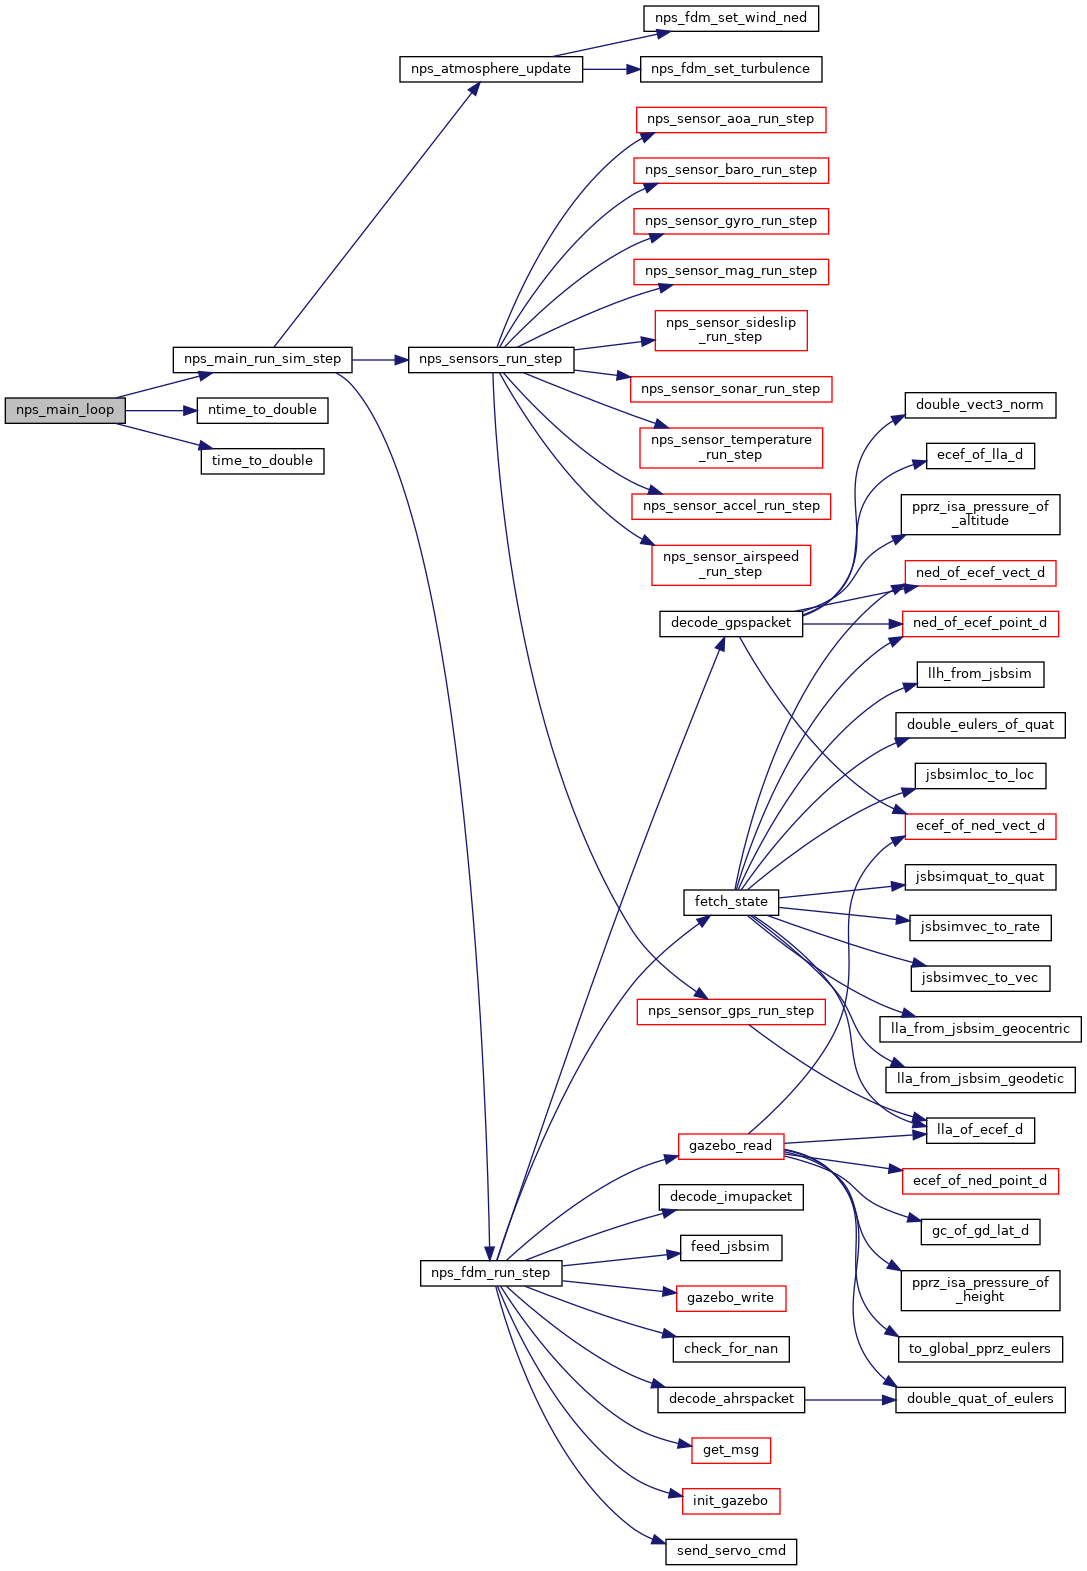 nps_fdm_set_wind_ned
nps_atmosphere_update
nps_fdm_set_turbulence
nps_sensor_aoa_run_step
nps_sensor_baro_run_step
nps_sensor_gyro_run_step
nps_sensor_mag_run_step
nps_sensor_sideslip
_run_step
nps_main_run_sim_step
nps_sensors_run_step
nps_sensor_sonar_run_step
nps_main_loop
ntime_to_double
time_to_double
nps_sensor_temperature
_run_step
nps_sensor_accel_run_step
nps_sensor_airspeed
_run_step
double_vect3_norm
ecef_of_lla_d
pprz_isa_pressure_of
_altitude
ned_of_ecef_vect_d
decode_gpspacket
ned_of_ecef_point_d
llh_from_jsbsim
double_eulers_of_quat
jsbsimloc_to_loc
ecef_of_ned_vect_d
jsbsimquat_to_quat
fetch_state
jsbsimvec_to_rate
jsbsimvec_to_vec
nps_sensor_gps_run_step
lla_from_jsbsim_geocentric
lla_from_jsbsim_geodetic
lla_of_ecef_d
gazebo_read
ecef_of_ned_point_d
decode_imupacket
gc_of_gd_lat_d
feed_jsbsim
nps_fdm_run_step
pprz_isa_pressure_of
_height
gazebo_write
check_for_nan
to_global_pprz_eulers
decode_ahrspacket
double_quat_of_eulers
get_msg
init_gazebo
send_servo_cmd